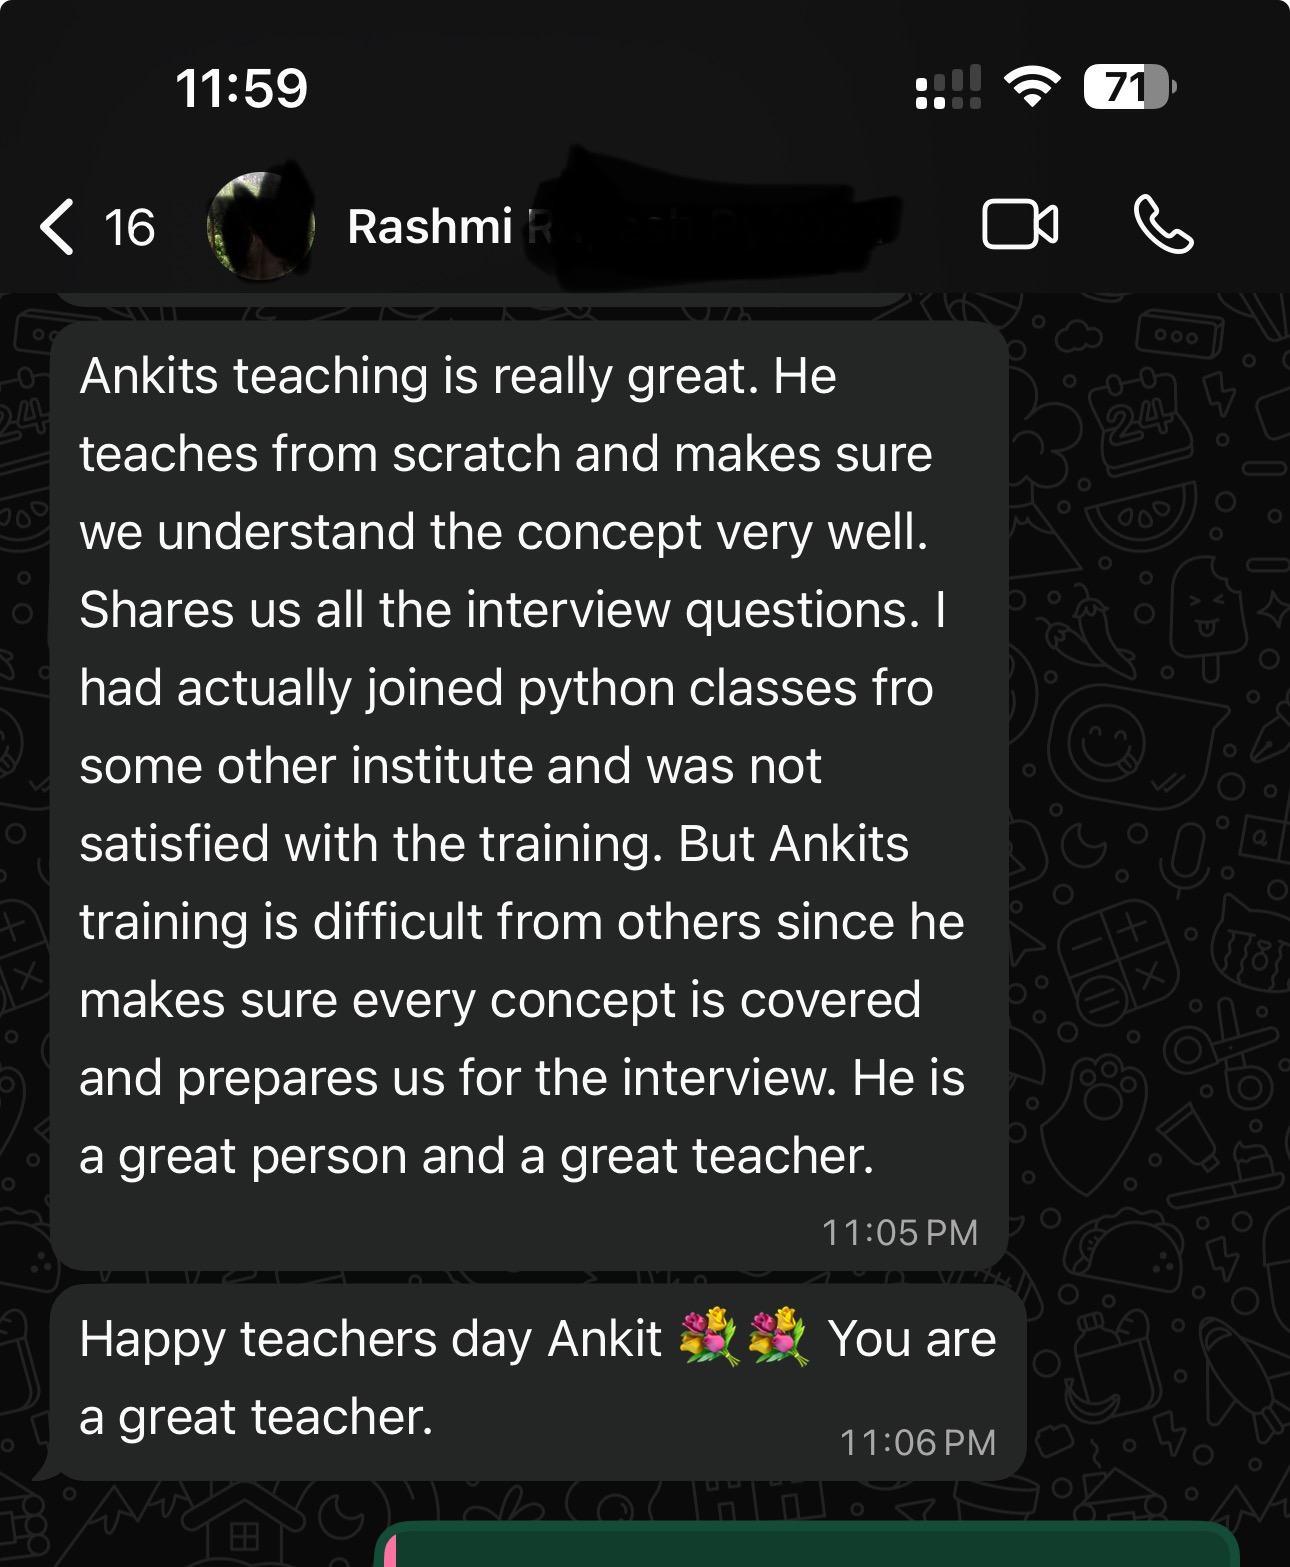 11:59
71
16
Rashmi
Ankits teaching is really great. He
teaches from scratch and makes sure
we understand the concept very well.
Shares us all the interview questions. I
had actually joined python classes fro
some other institute and was not
satisfied with the training. But Ankits
training is difficult from others since he
makes sure every concept is covered
and prepares us for the interview. He is
a great person and a great teacher.
11:05 PM
Happy teachers day Ankit 💐💐 You are
a great teacher.
11:06 PM